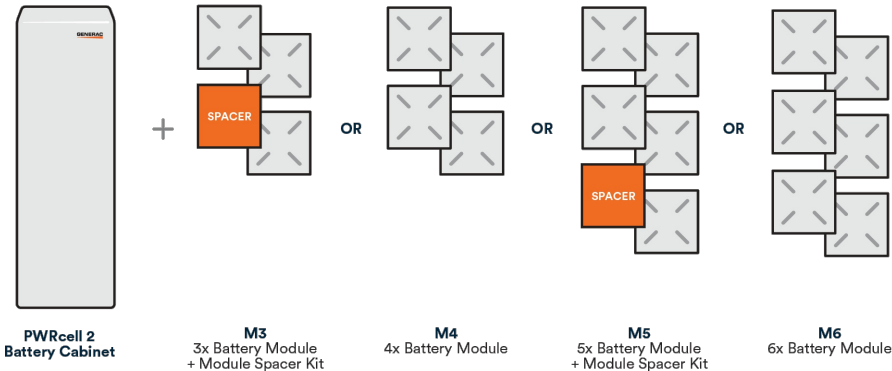 GENERAC
SPACER
OR
OR
SPACER
OR
PWRcell 2
Battery Cabinet
M3
3x Battery Module
+ Module Spacer Kit
M4
4x Battery Module
M5
5x Battery Module
+ Module Spacer Kit
M6
6x Battery Module